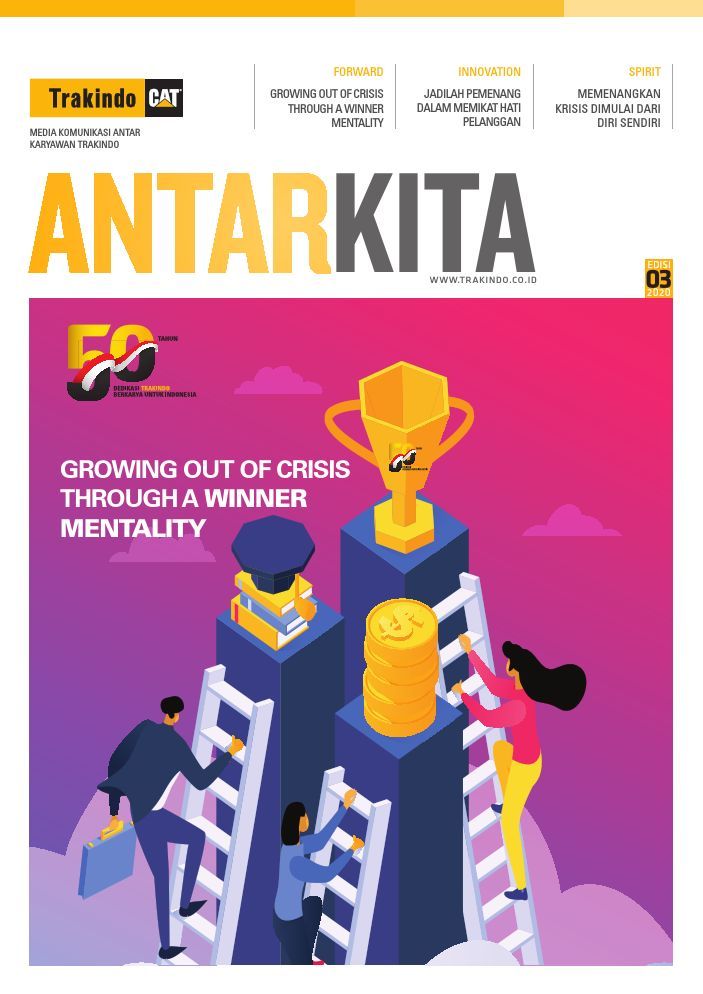 Trakindo CAT
MEDIA KOMUNIKASI ANTAR
KARYAWAN TRAKINDO
FORWARD
GROWING OUT OF CRISIS
THROUGH A WINNER
MENTALITY
INNOVATION
JADILAH PEMENANG
DALAM MEMIKAT HATI
PELANGGAN
SPIRIT
MEMENANGKAN
KRISIS DIMULAI DARI
DIRI SENDIRI
ANTARKITA
WWW.TRAKINDO.CO.ID
EDISI
03
2020
50 TAHUN
DEDIKASI TRAKINDO
BERKARYA UNTUK INDONESIA
GROWING OUT OF CRISIS
THROUGH A WINNER
MENTALITY
50